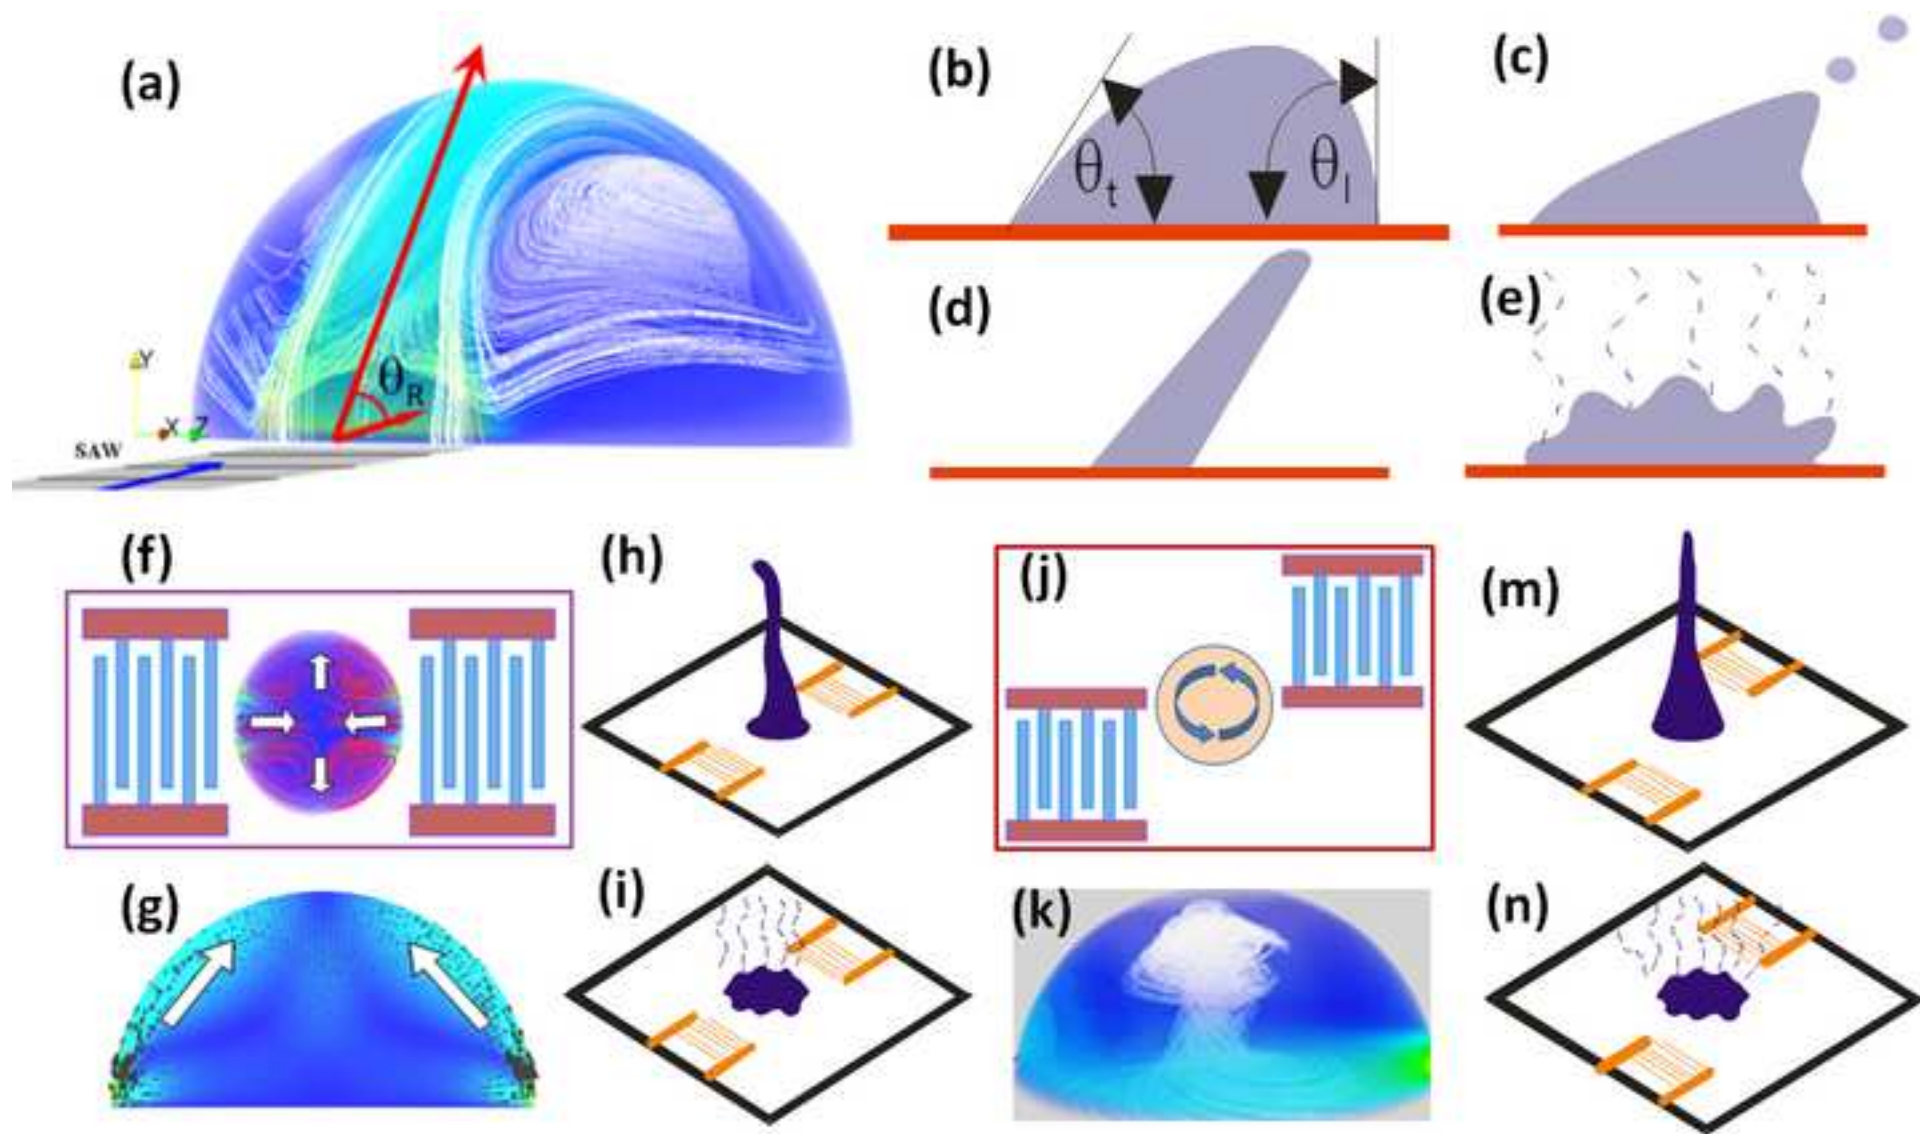 (a)
θR
Y
X
Z
SAW
(b)
θt
θl
(c)
(d)
(e)
(f)
(h)
(j)
(m)
(g)
(i)
(k)
(n)